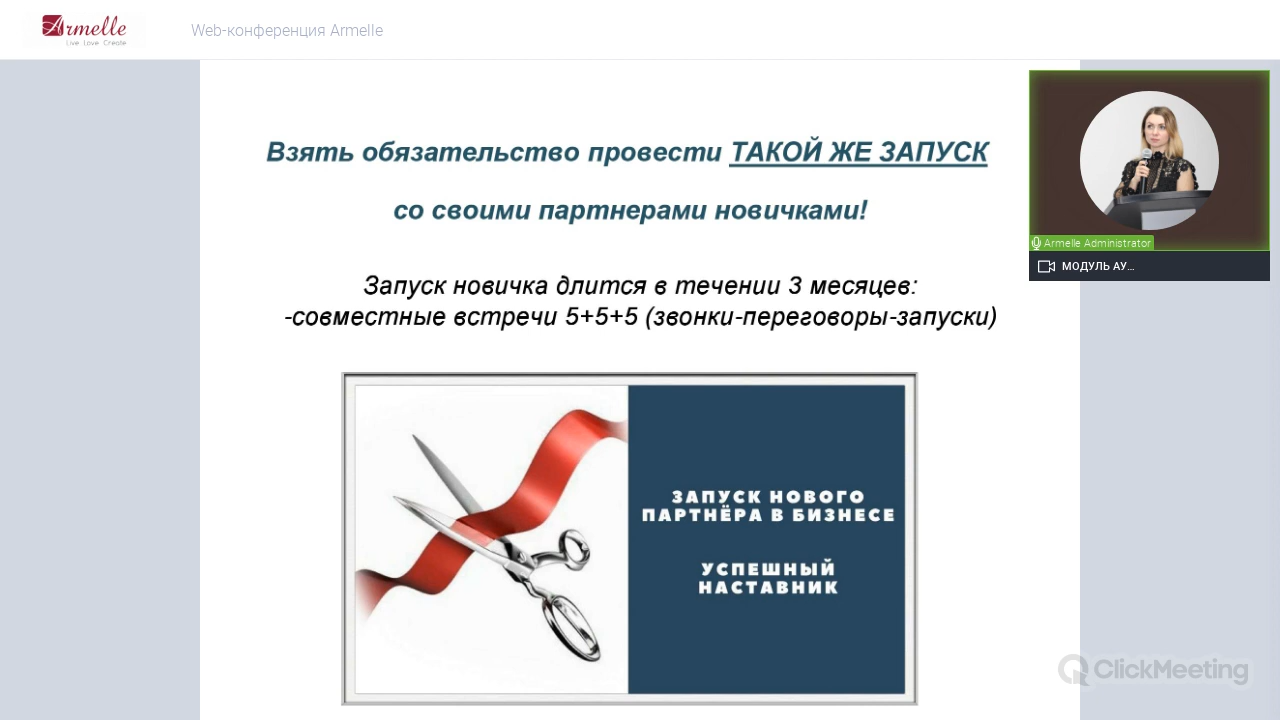 Armelle
Live Love Create
Web-конференция Armelle
Взять обязательство провести ТАКОЙ ЖЕ ЗАПУСК
со своими партнерами новичками!
Armelle Administrator
МОДУЛЬ АУ...
Запуск новичка длится в течении 3 месяцев:
-совместные встречи 5+5+5 (звонки-переговоры-запуски)
ЗАПУСК НОВОГО
ПАРТНЁРА В БИЗНЕСЕ
УСПЕШНЫЙ
НАСТАВНИК
ClickMeeting